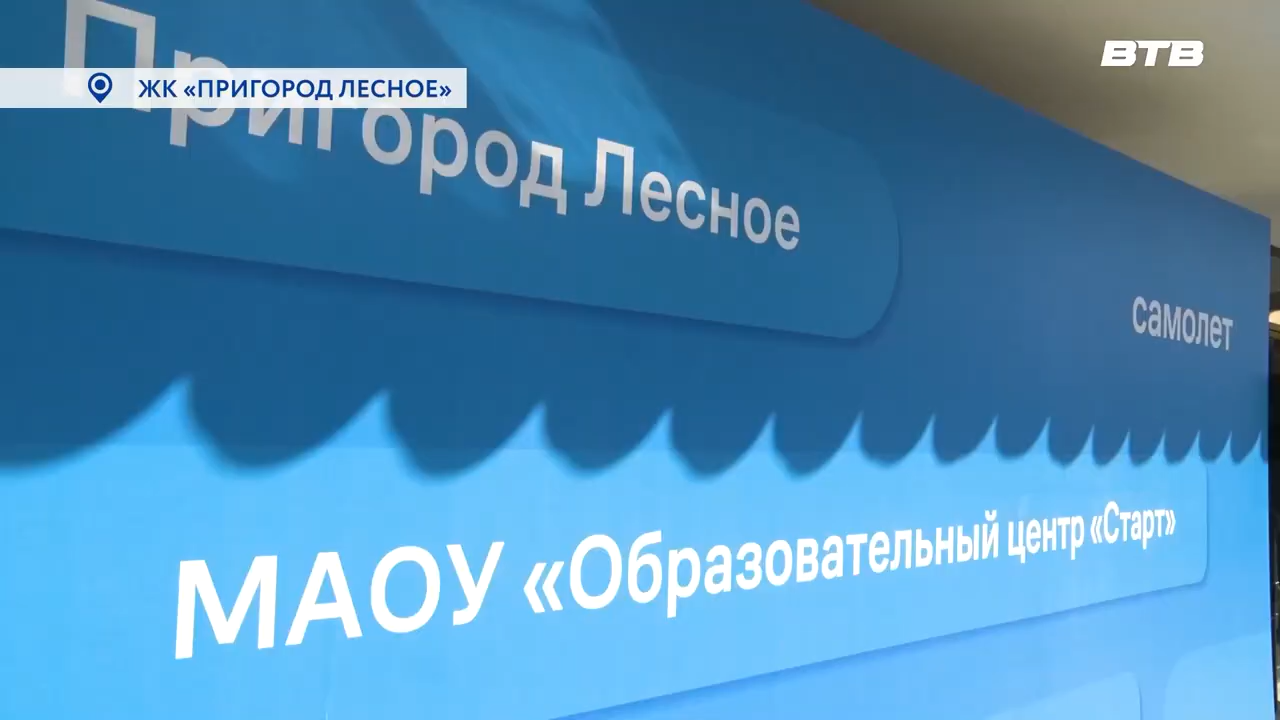 ВТВ
ЖК «ПРИГОРОД ЛЕСНОЕ»
Пригород Лесное
самолет
МАОУ «Образовательный центр «Старт»